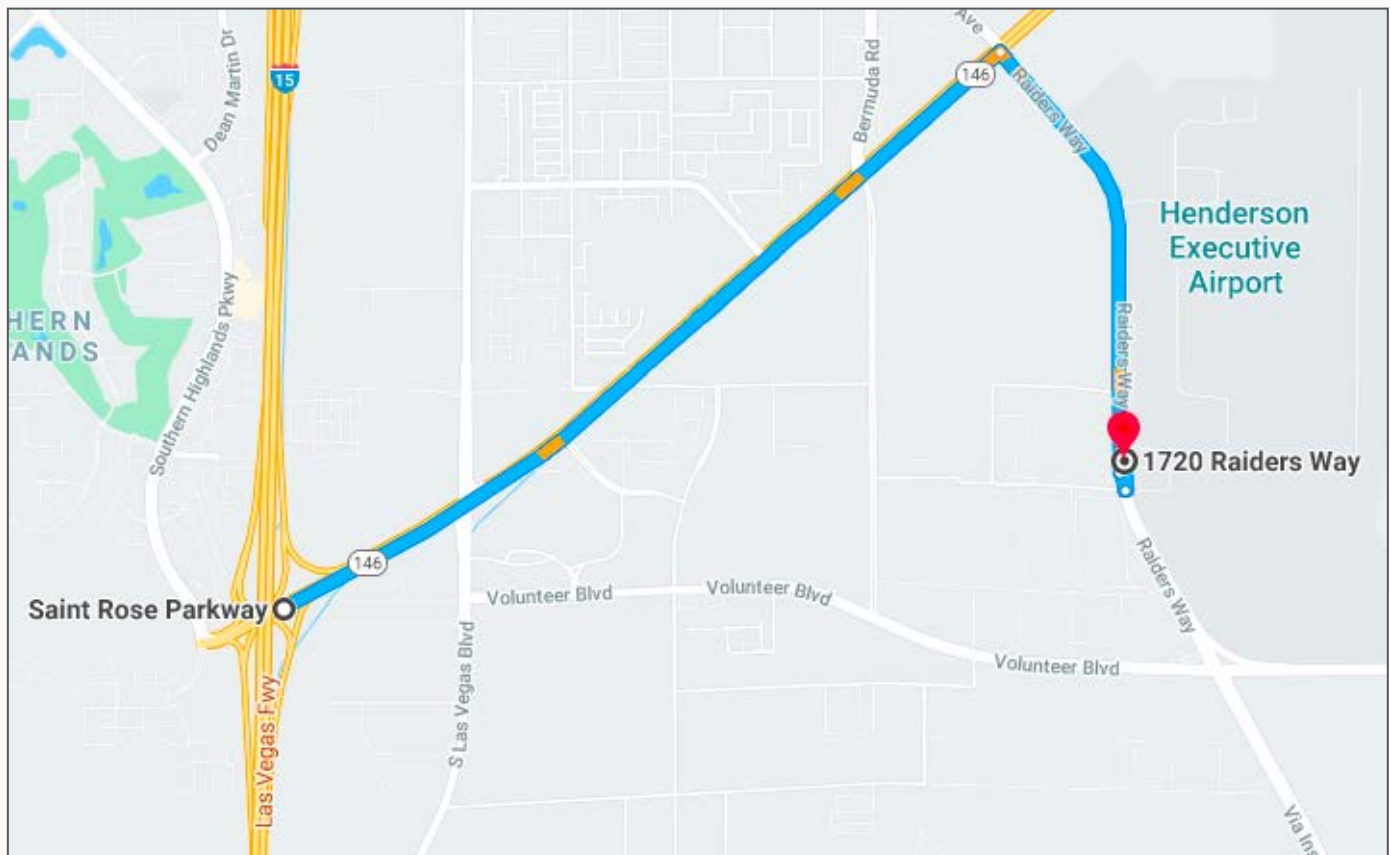 Ave
Dean Martin Dr
15
146
Bermuda Rd
Raiders Way
Henderson
Executive
Airport
HERN
ANDS
Southern Highlands Pkwy
Raiders Way
1720 Raiders Way
146
Saint Rose Parkway
Volunteer Blvd
Volunteer Blvd
Raiders Way
Volunteer Blvd
S Las Vegas Blvd
Las Vegas Fwy
Via